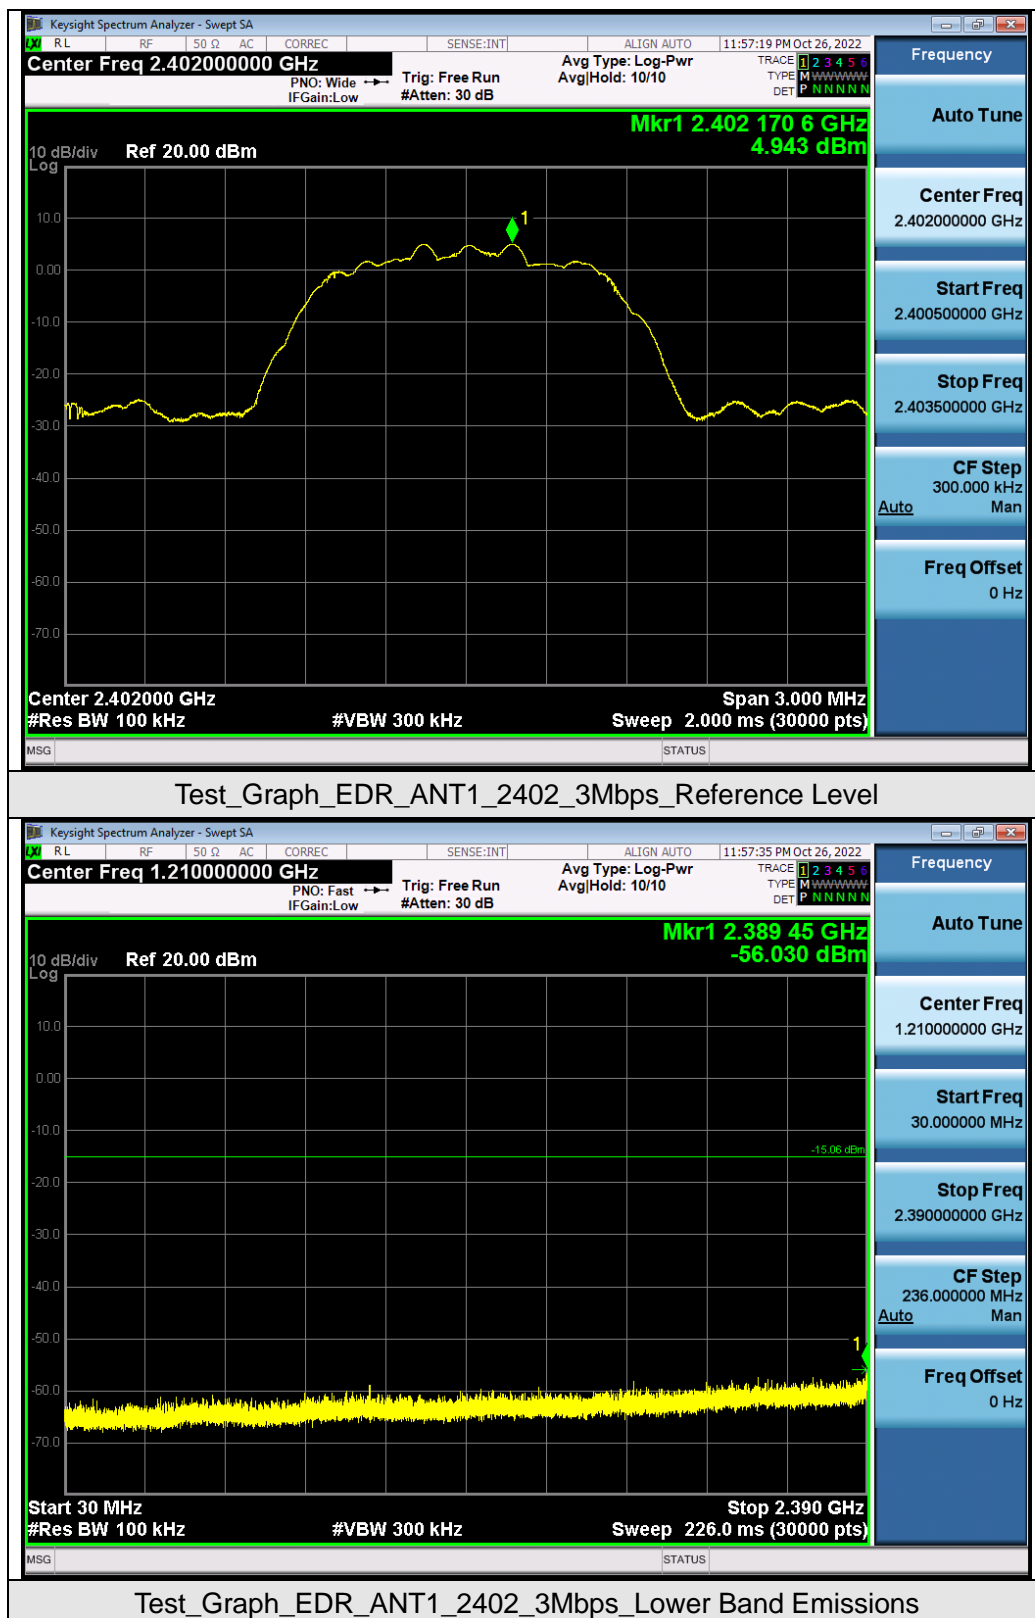 Keysight Spectrum Analyzer - Swept SA
LXI RL RF 50 Ω AC CORREC SENSE:INT ALIGN AUTO 11:57:19 PM Oct 26, 2022
Center Freq 2.402000000 GHz
PNO: Wide
IFGain:Low
Trig: Free Run
#Atten: 30 dB
Avg Type: Log-Pwr
Avg|Hold: 10/10
TRACE 1 2 3 4 5 6
TYPE M WWWWW
DET P N N N N N
Mkr1 2.402 170 6 GHz
4.943 dBm
10 dB/div Ref 20.00 dBm
Log
10.0
1
0.00
-10.0
-20.0
-30.0
-40.0
-50.0
-60.0
-70.0
Center 2.402000 GHz Span 3.000 MHz
#Res BW 100 kHz #VBW 300 kHz Sweep 2.000 ms (30000 pts)
MSG STATUS
Frequency
Auto Tune
Center Freq
2.402000000 GHz
Start Freq
2.400500000 GHz
Stop Freq
2.403500000 GHz
CF Step
300.000 kHz
Auto Man
Freq Offset
0 Hz
Test_Graph_EDR_ANT1_2402_3Mbps_Reference Level
Keysight Spectrum Analyzer - Swept SA
LXI RL RF 50 Ω AC CORREC SENSE:INT ALIGN AUTO 11:57:35 PM Oct 26, 2022
Center Freq 1.210000000 GHz
PNO: Fast
IFGain:Low
Trig: Free Run
#Atten: 30 dB
Avg Type: Log-Pwr
Avg|Hold: 10/10
TRACE 1 2 3 4 5 6
TYPE M WWWWW
DET P N N N N N
Mkr1 2.389 45 GHz
-56.030 dBm
10 dB/div Ref 20.00 dBm
Log
10.0
0.00
-10.0
-15.06 dBm
-20.0
-30.0
-40.0
-50.0
1
-60.0
-70.0
Start 30 MHz Stop 2.390 GHz
#Res BW 100 kHz #VBW 300 kHz Sweep 226.0 ms (30000 pts)
MSG STATUS
Frequency
Auto Tune
Center Freq
1.210000000 GHz
Start Freq
30.000000 MHz
Stop Freq
2.390000000 GHz
CF Step
236.000000 MHz
Auto Man
Freq Offset
0 Hz
Test_Graph_EDR_ANT1_2402_3Mbps_Lower Band Emissions